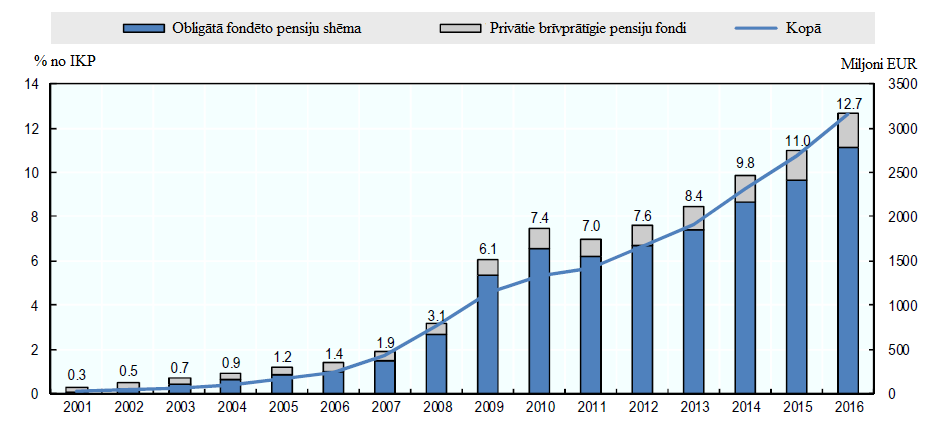 Obligātā fondēto pensiju shēma Privātie brīvprātīgie pensiju fondi Kopā
% no IKP Miljoni EUR
14 3500
12.7
12 3000
11.0
10 2500
9.8
8.4
8 2000
7.4 7.0 7.6
6.1
6 1500
4 1000
3.1
2 500
0.3 0.5 0.7 0.9 1.2 1.4 1.9
0 0
2001 2002 2003 2004 2005 2006 2007 2008 2009 2010 2011 2012 2013 2014 2015 2016